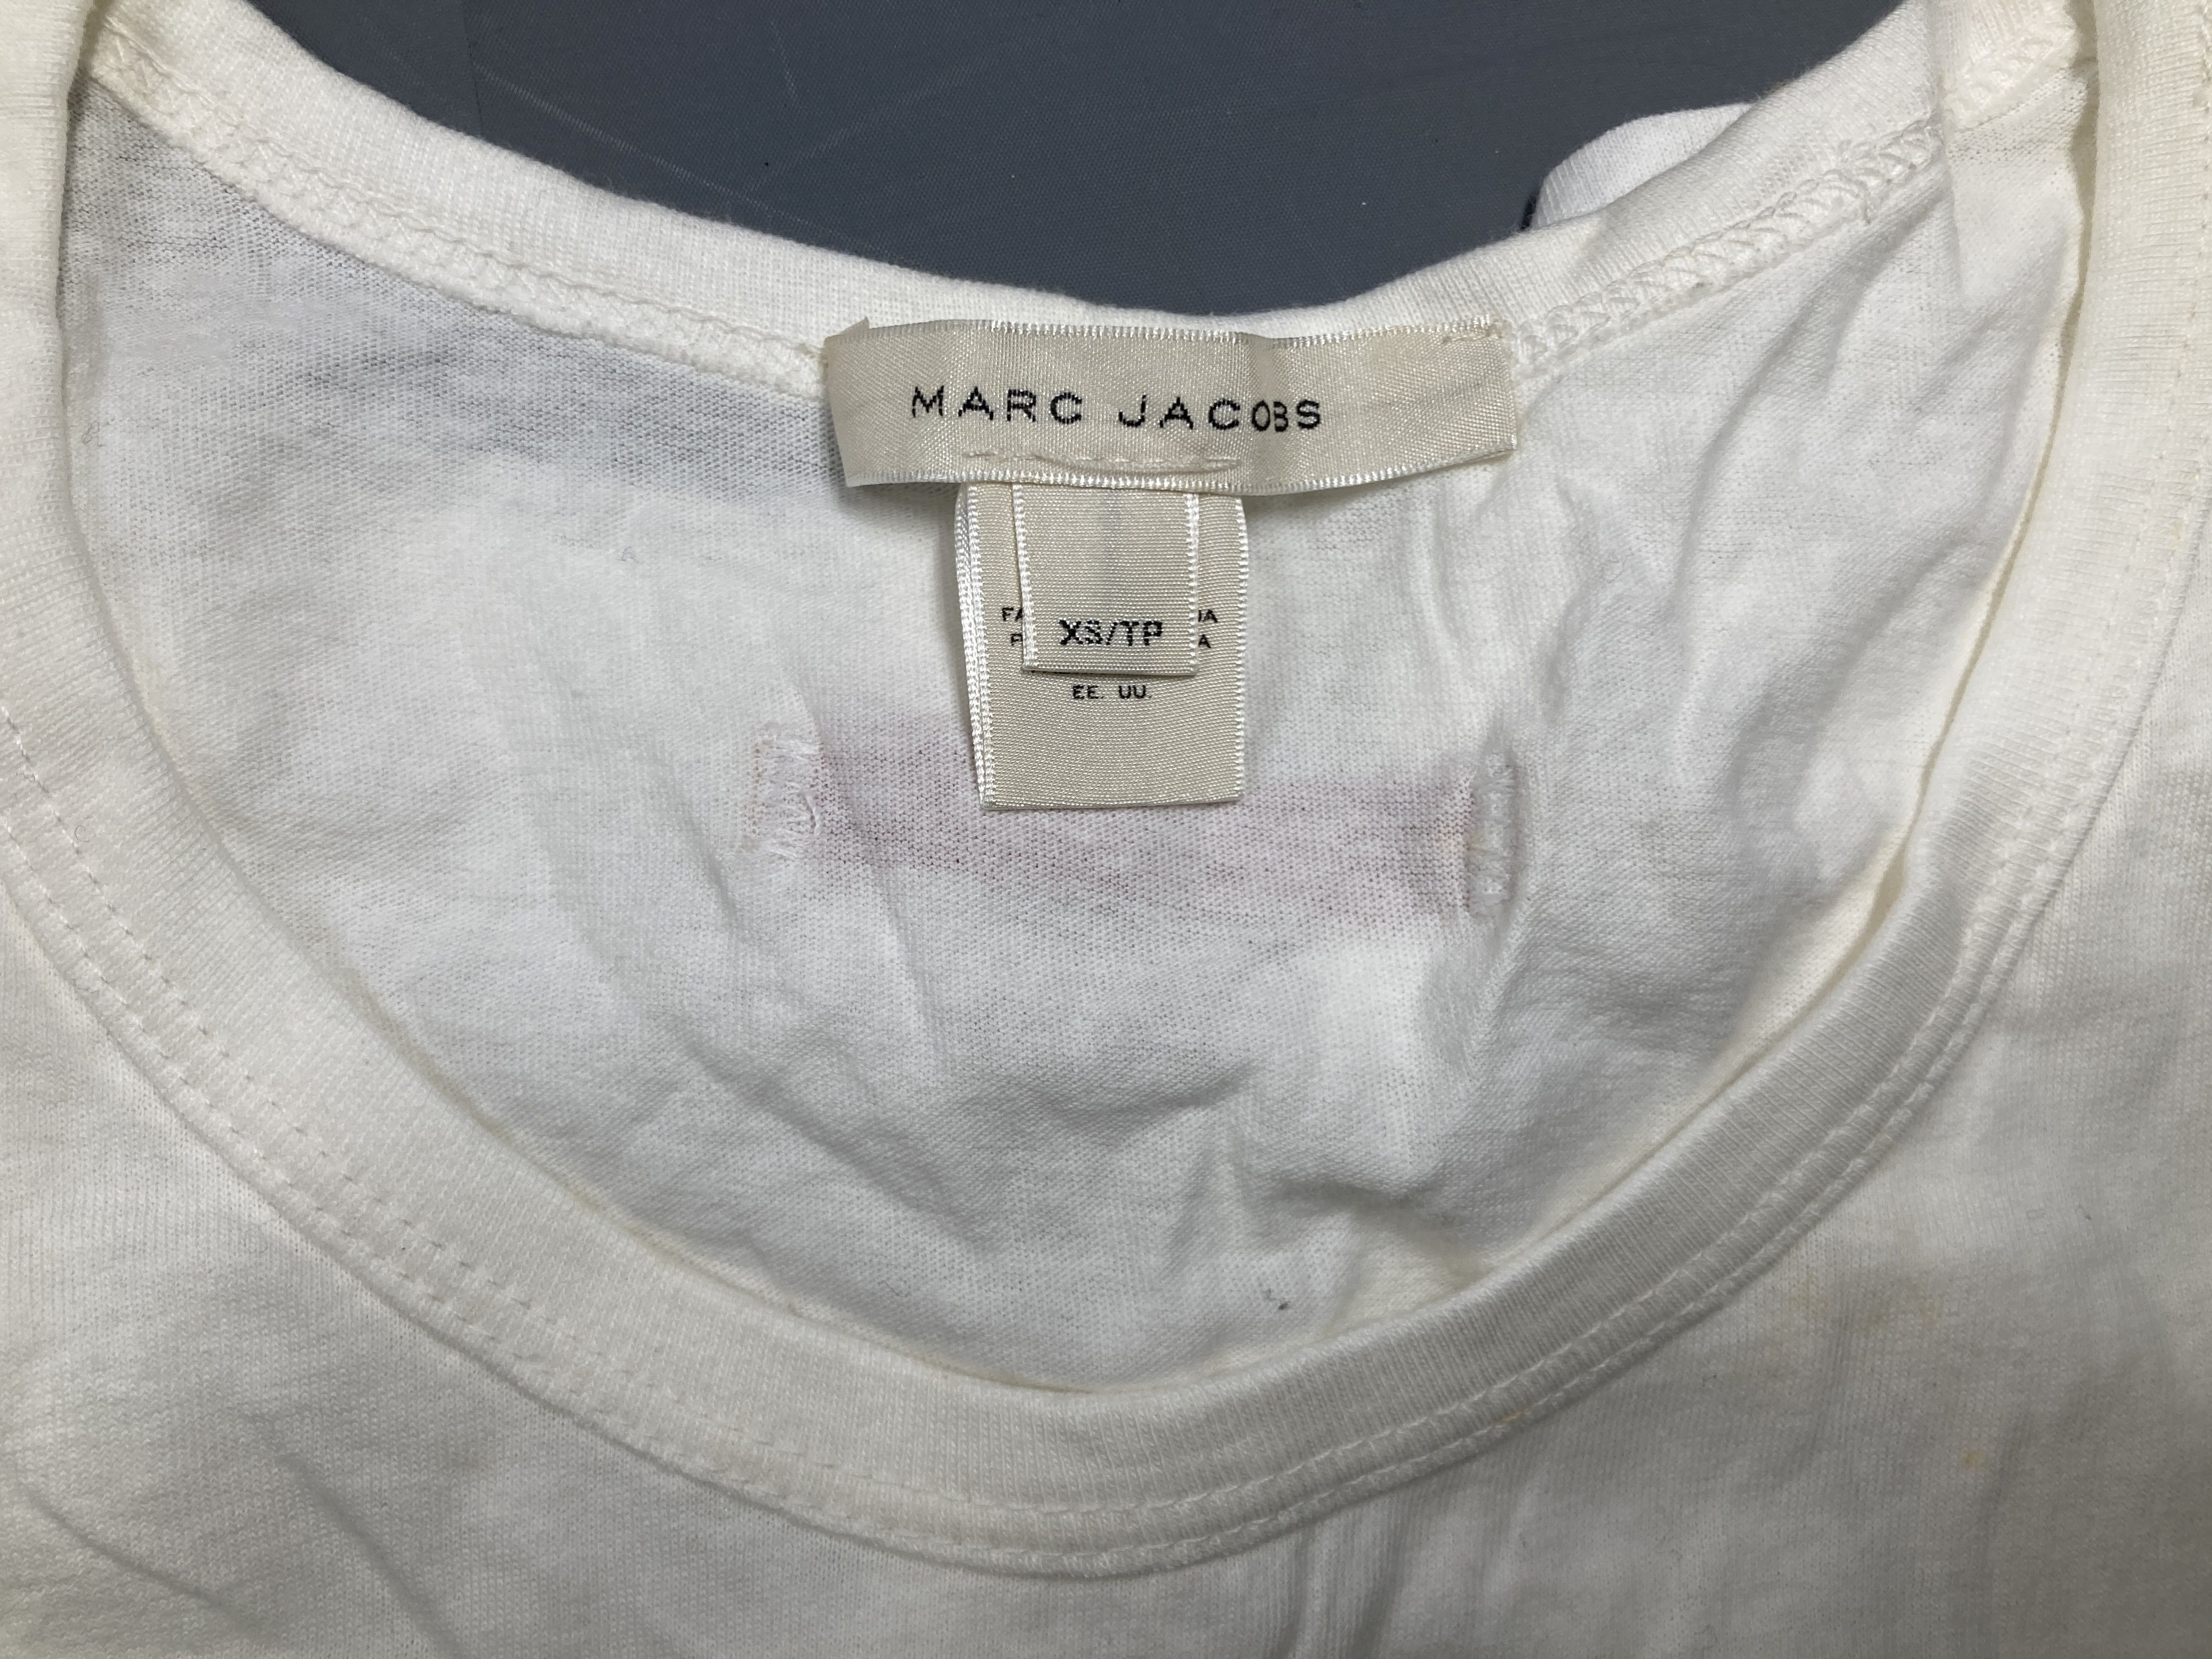 MARC JACOBS
XS/TP
EE. UU.